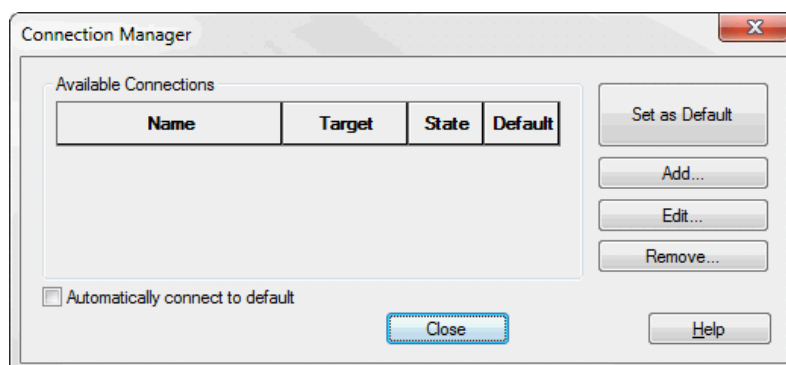 Connection Manager
Available Connections
Name Target State Default
Set as Default
Add...
Edit...
Remove...
Automatically connect to default
Close
Help